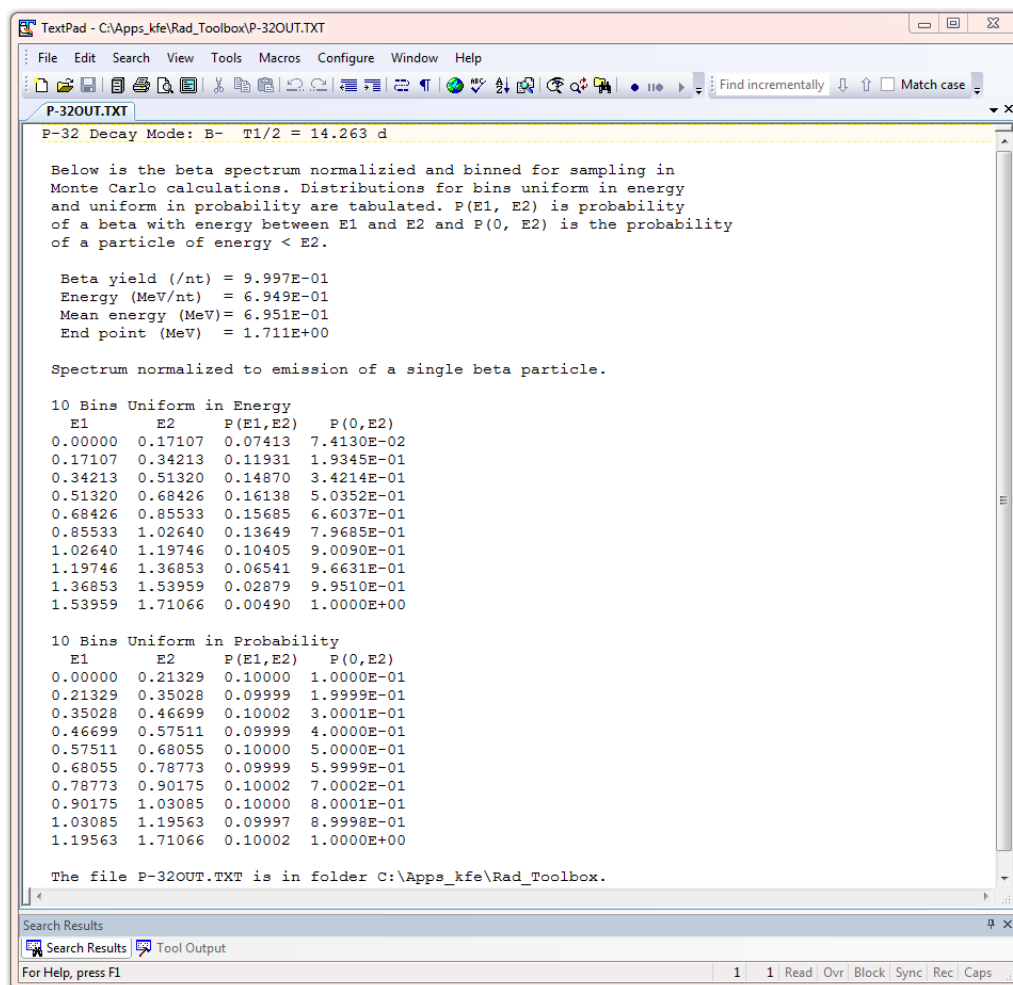 TextPad - C:\Apps_kfe\Rad_Toolbox\P-32OUT.TXT
File Edit Search View Tools Macros Configure Window Help
Find incrementally Match case
P-32OUT.TXT
P-32 Decay Mode: B- T1/2 = 14.263 d
Below is the beta spectrum normalizied and binned for sampling in
Monte Carlo calculations. Distributions for bins uniform in energy
and uniform in probability are tabulated. P(E1, E2) is probability
of a beta with energy between E1 and E2 and P(0, E2) is the probability
of a particle of energy < E2.
Beta yield (/nt) = 9.997E-01
Energy (MeV/nt) = 6.949E-01
Mean energy (MeV)= 6.951E-01
End point (MeV) = 1.711E+00
Spectrum normalized to emission of a single beta particle.
10 Bins Uniform in Energy
E1 E2 P(E1,E2) P(0,E2)
0.00000 0.17107 0.07413 7.4130E-02
0.17107 0.34213 0.11931 1.9345E-01
0.34213 0.51320 0.14870 3.4214E-01
0.51320 0.68426 0.16138 5.0352E-01
0.68426 0.85533 0.15685 6.6037E-01
0.85533 1.02640 0.13649 7.9685E-01
1.02640 1.19746 0.10405 9.0090E-01
1.19746 1.36853 0.06541 9.6631E-01
1.36853 1.53959 0.02879 9.9510E-01
1.53959 1.71066 0.00490 1.0000E+00
10 Bins Uniform in Probability
E1 E2 P(E1,E2) P(0,E2)
0.00000 0.21329 0.10000 1.0000E-01
0.21329 0.35028 0.09999 1.9999E-01
0.35028 0.46699 0.10002 3.0001E-01
0.46699 0.57511 0.09999 4.0000E-01
0.57511 0.68055 0.10000 5.0000E-01
0.68055 0.78773 0.09999 5.9999E-01
0.78773 0.90175 0.10002 7.0002E-01
0.90175 1.03085 0.10000 8.0001E-01
1.03085 1.19563 0.09997 8.9998E-01
1.19563 1.71066 0.10002 1.0000E+00
The file P-32OUT.TXT is in folder C:\Apps_kfe\Rad_Toolbox.
Search Results
Search Results Tool Output
For Help, press F1 1 1 Read Ovr Block Sync Rec Caps